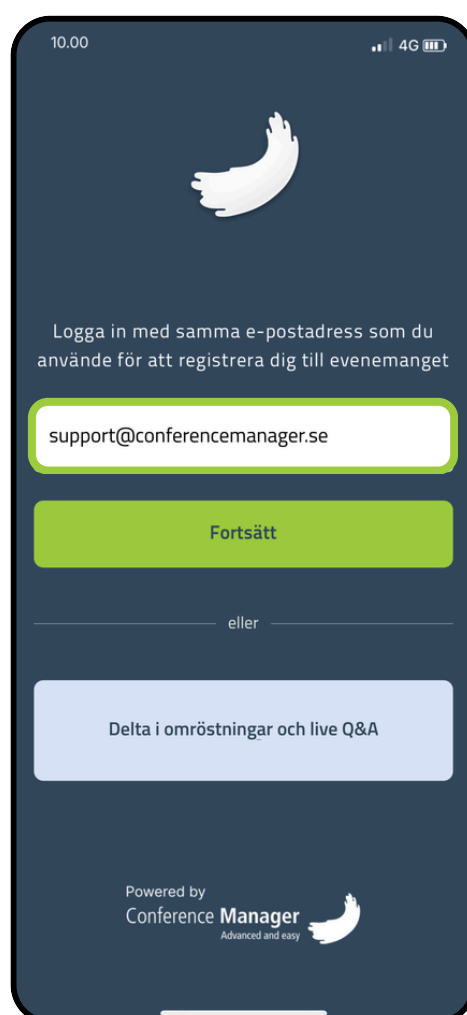 10.00
4G
Logga in med samma e-postadress som du
använde för att registrera dig till evenemanget
support@conferencemanager.se
Fortsätt
eller
Delta i omröstningar och live Q&A
Powered by
Conference Manager
Advanced and easy